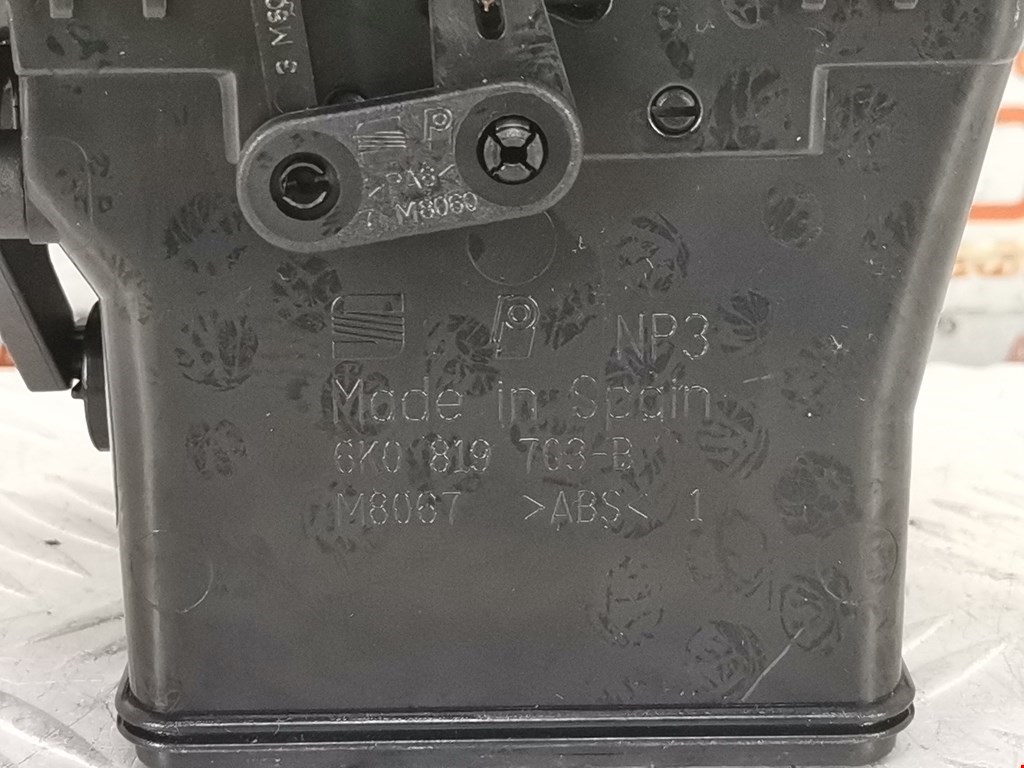 P
>PA6<
M8060
NP3
Made in Spain
6K0 819 703-B
M8067 >ABS< 1